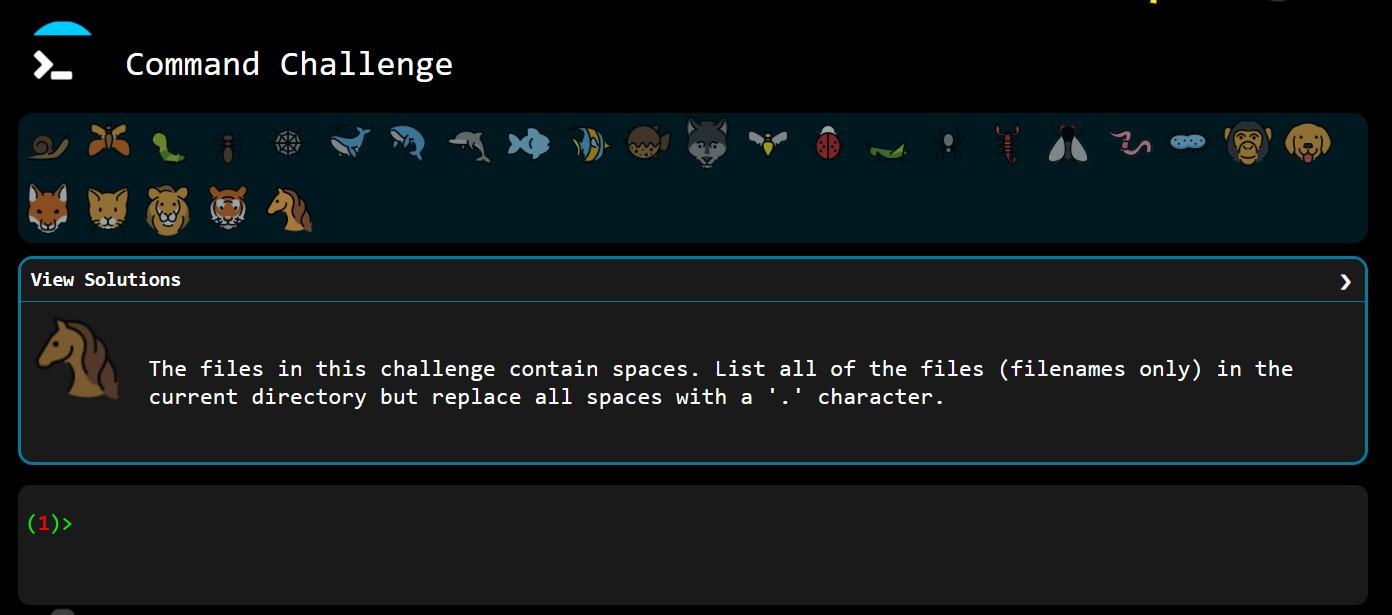 Command Challenge
View Solutions
The files in this challenge contain spaces. List all of the files (filenames only) in the
current directory but replace all spaces with a '.' character.
(1)>